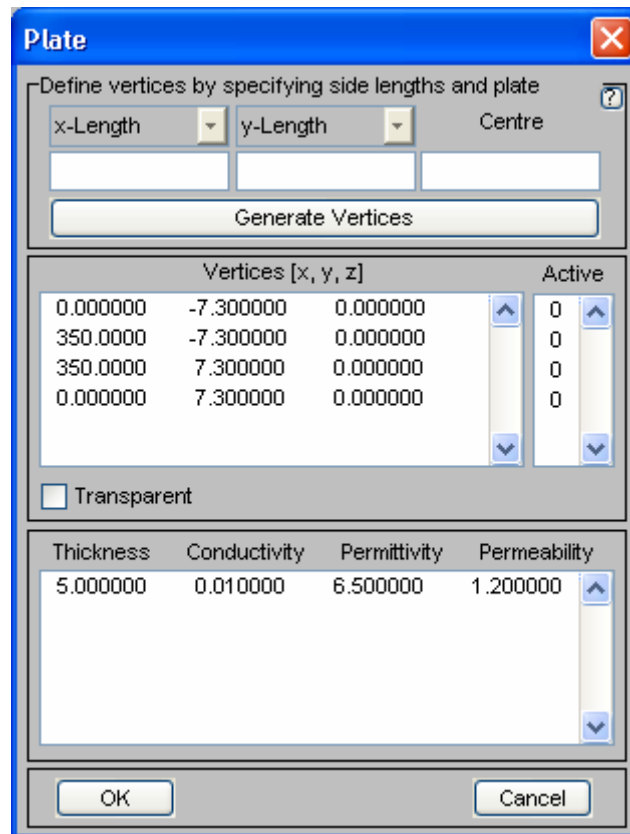 Plate
Define vertices by specifying side lengths and plate
?
x-Length y-Length Centre
Generate Vertices
Vertices [x, y, z] Active
0.000000 -7.300000 0.000000 0
350.0000 -7.300000 0.000000 0
350.0000 7.300000 0.000000 0
0.000000 7.300000 0.000000 0
Transparent
Thickness Conductivity Permittivity Permeability
5.000000 0.010000 6.500000 1.200000
OK Cancel